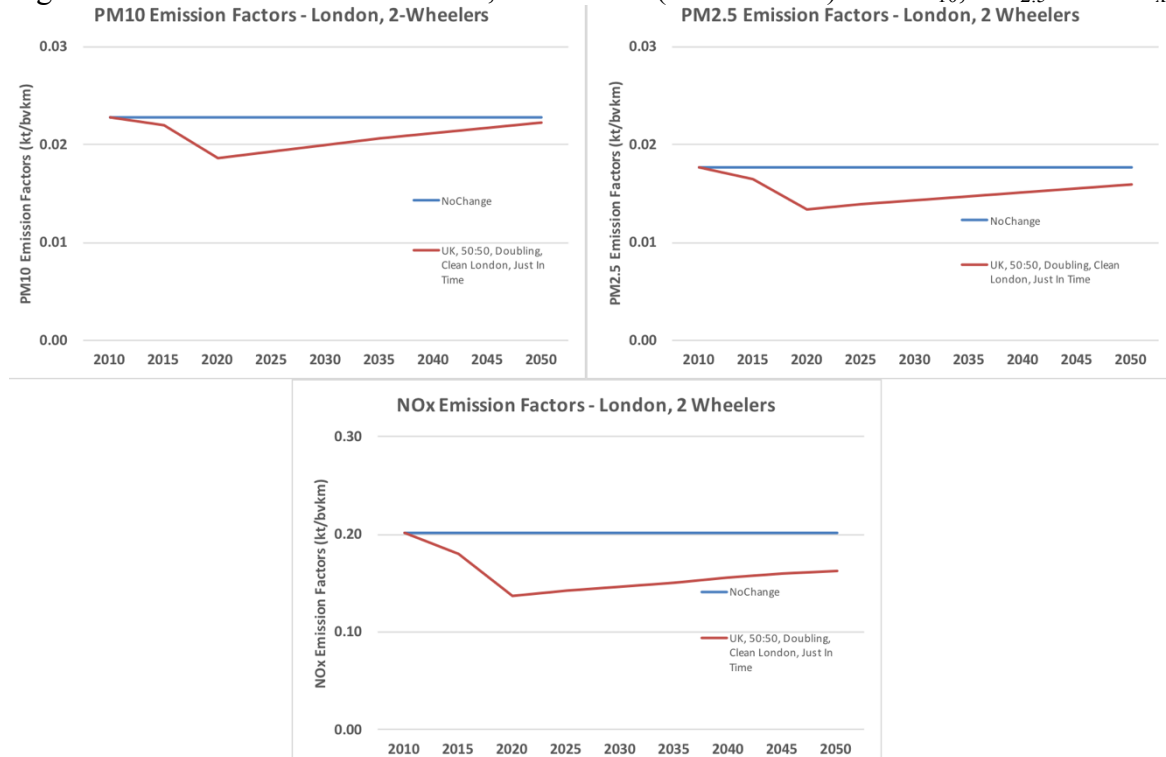 PM10 Emission Factors - London, 2-Wheelers
0.03
0.02
0.01
0.00
PM10 Emission Factors (kt/bvkm)
NoChange
UK, 50:50, Doubling,
Clean London, Just In
Time
2010 2015 2020 2025 2030 2035 2040 2045 2050
PM2.5 Emission Factors - London, 2 Wheelers
0.03
0.02
0.01
0.00
PM2.5 Emission Factors (kt/bvkm)
NoChange
UK, 50:50, Doubling, Clean
London, Just In Time
2010 2015 2020 2025 2030 2035 2040 2045 2050
NOx Emission Factors - London, 2 Wheelers
0.30
0.20
0.10
0.00
NOx Emission Factors (kt/bvkm)
NoChange
UK, 50:50, Doubling,
Clean London, Just In
Time
2010 2015 2020 2025 2030 2035 2040 2045 2050